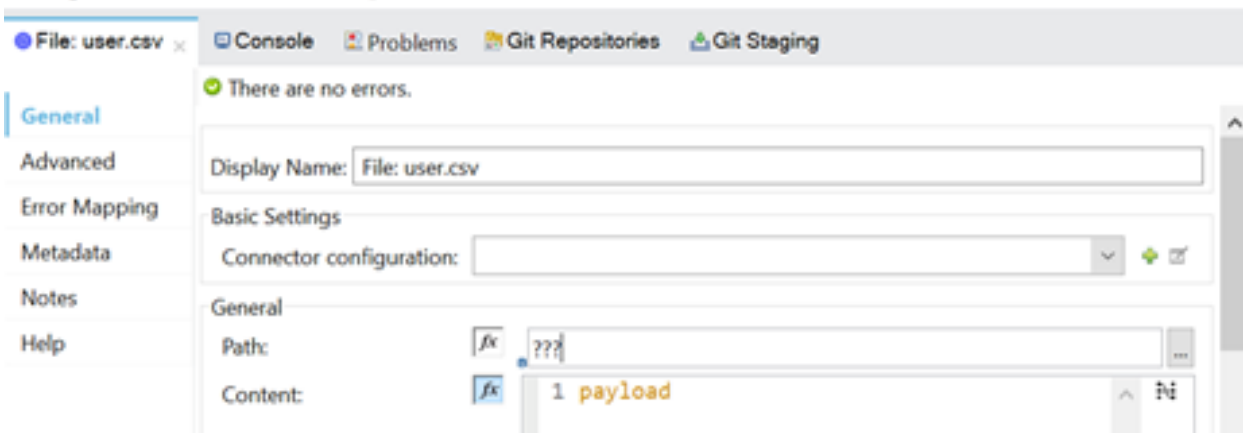 File: user.csv Console Problems Git Repositories Git Staging
There are no errors.
General
Advanced
Error Mapping
Metadata
Notes
Help
Display Name: File: user.csv
Basic Settings
Connector configuration:
General
Path: fx ???
...
Content: fx 1 payload